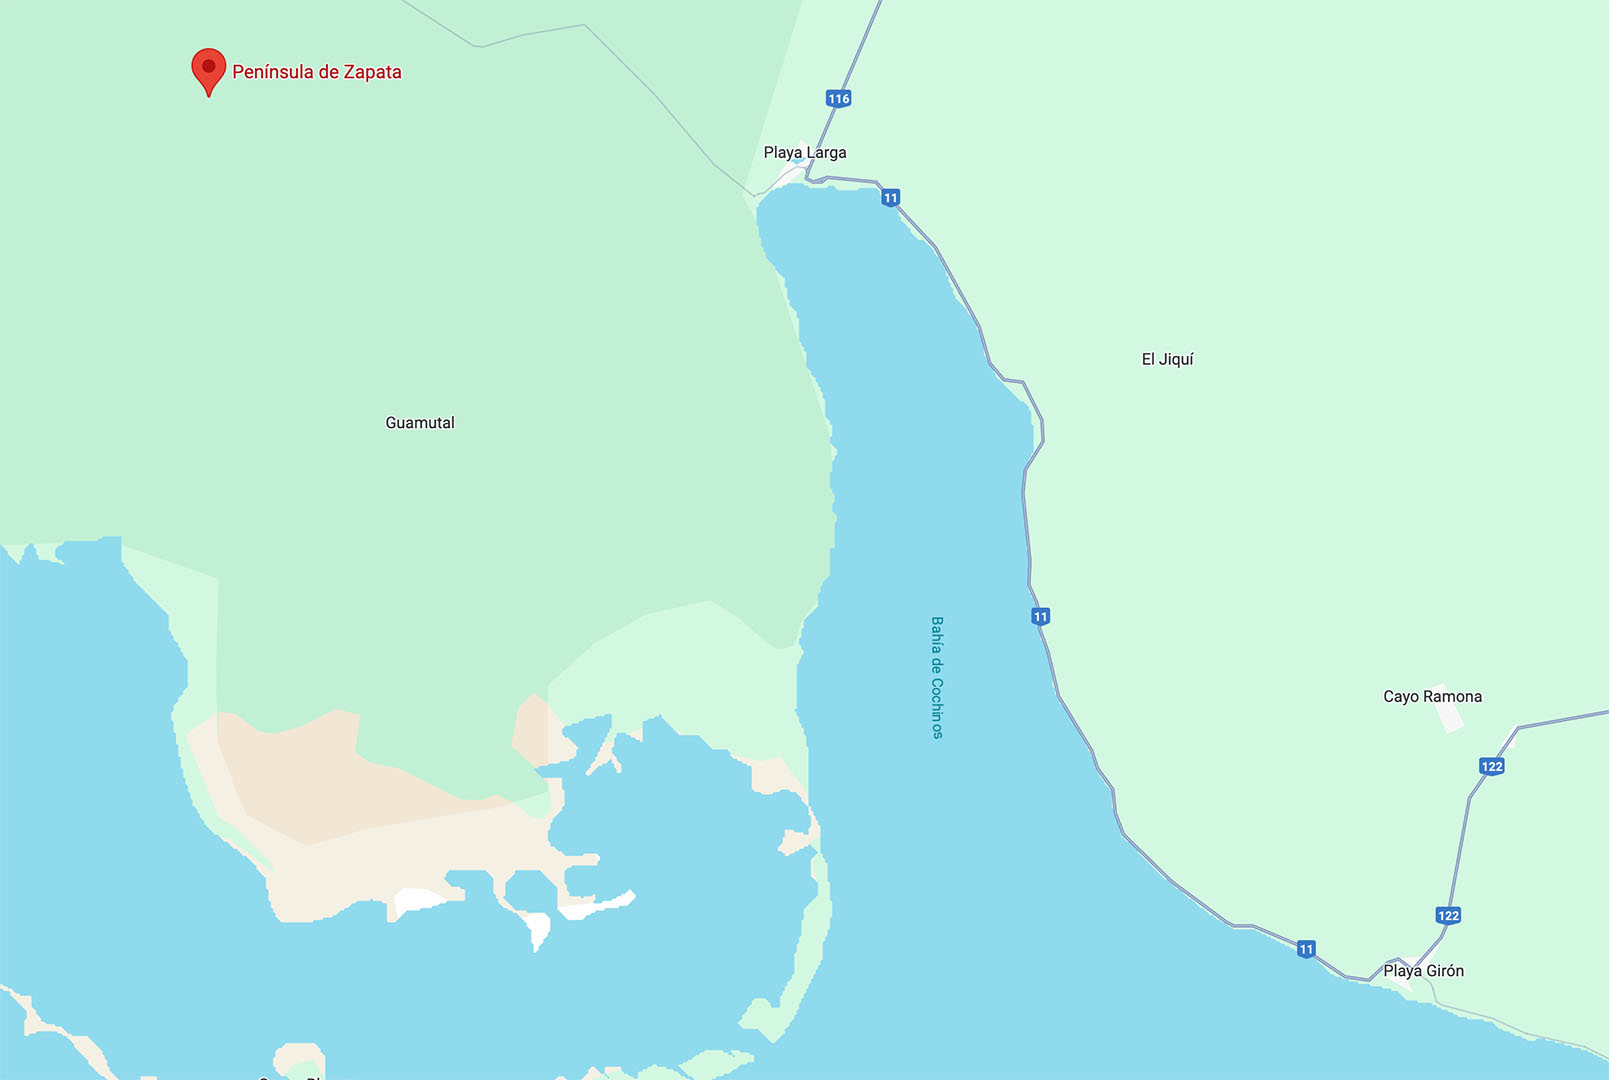 Península de Zapata
116
Playa Larga
11
El Jiquí
Guamutal
11
Bahía de Cochinos
Cayo Ramona
122
122
11
Playa Girón